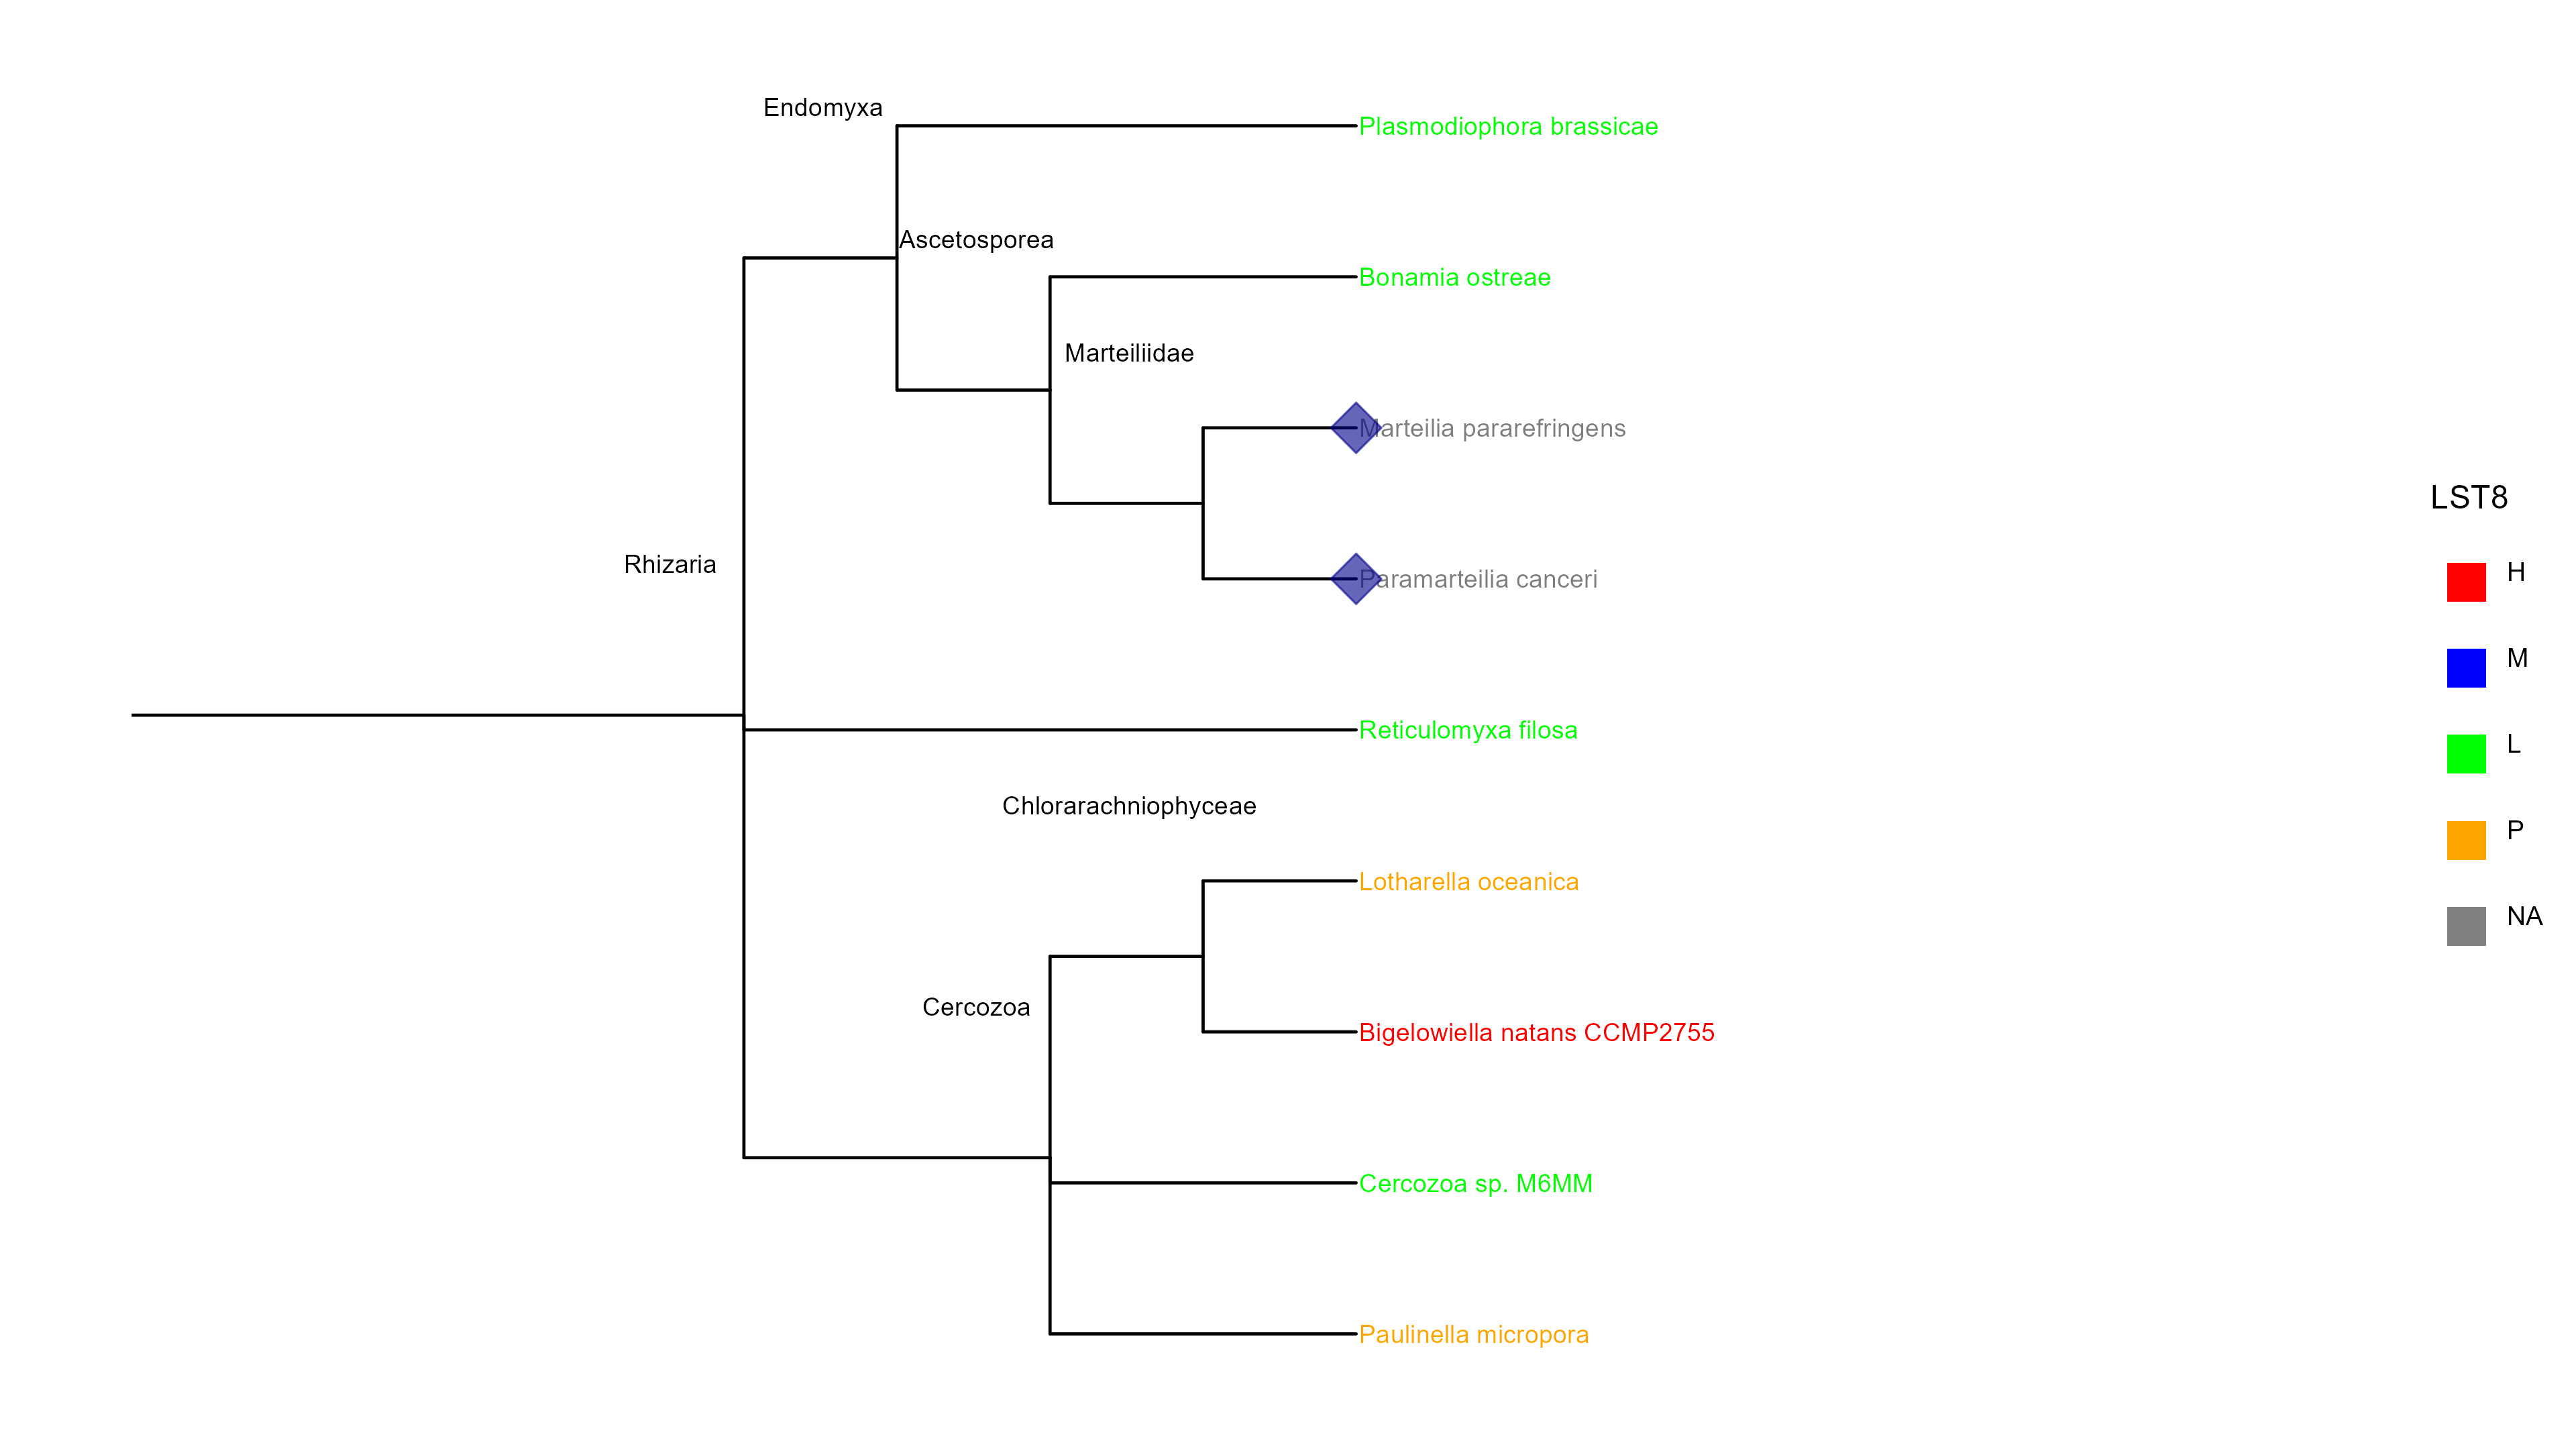 Endomyxa
Plasmodiophora brassicae
Ascetosporea
Bonamia ostreae
Marteiliidae
Marteilia pararefringens
Rhizaria
Paramarteilia canceri
Reticulomyxa filosa
Chlorarachniophyceae
Lotharella oceanica
Cercozoa
Bigelowiella natans CCMP2755
Cercozoa sp. M6MM
Paulinella micropora
LST8
H
M
L
P
NA